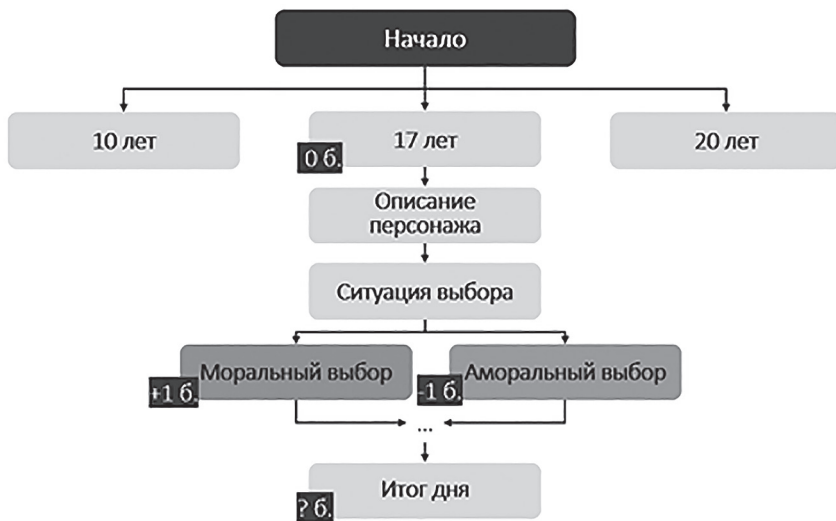 Начало
10 лет
17 лет
20 лет
0 б.
Описание
персонажа
Ситуация выбора
Моральный выбор
Аморальный выбор
+1 б.
-1 б.
...
Итог дня
? б.